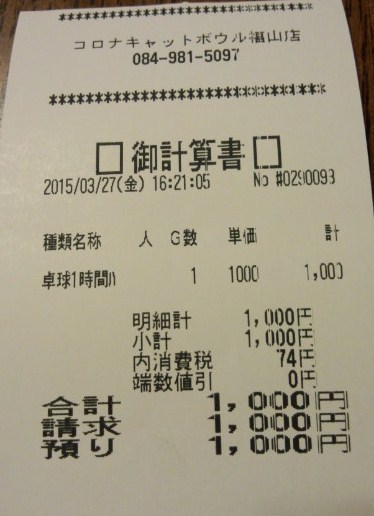 ******************************
コロナキャットボウル福山店
084-981-5097
******************************
□ 御計算書 □
2015/03/27(金) 16:21:05 No #0290093
種類名称 人 G数 単価 計
卓球1時間ﾊ 1 1000 1,000
明細計 1,000円
小計 1,000円
内消費税 74円
端数値引 0円
合計 1,000円
請求 1,000円
預り 1,000円